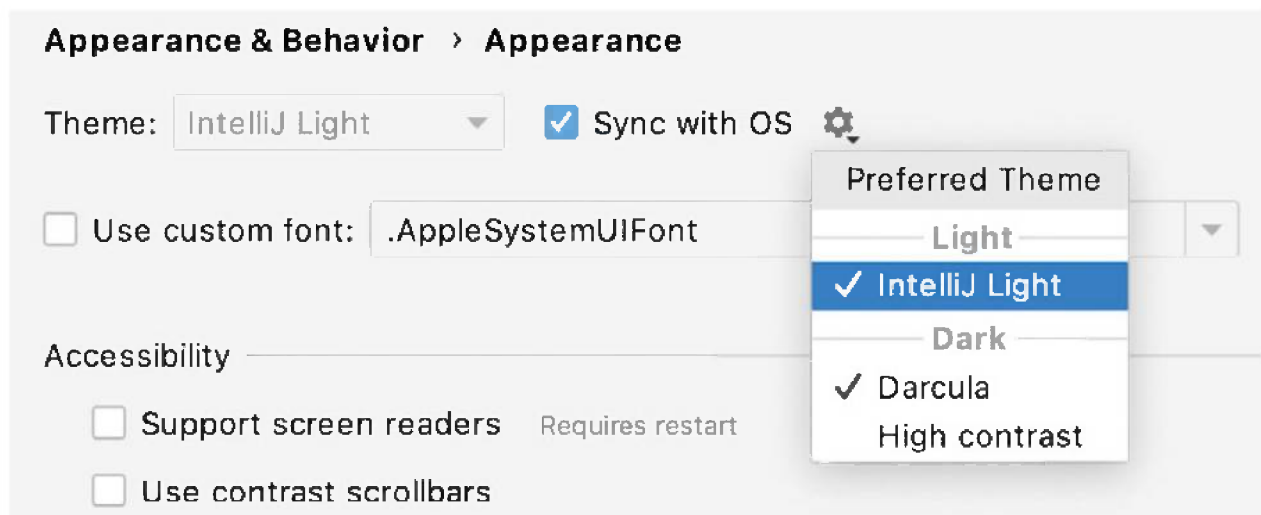 Appearance & Behavior › Appearance
Theme: IntelliJ Light Sync with OS
Preferred Theme
Use custom font: .AppleSystemUIFont
Light
IntelliJ Light
Dark
Accessibility
Darcula
Support screen readers Requires restart
High contrast
Use contrast scrollbars